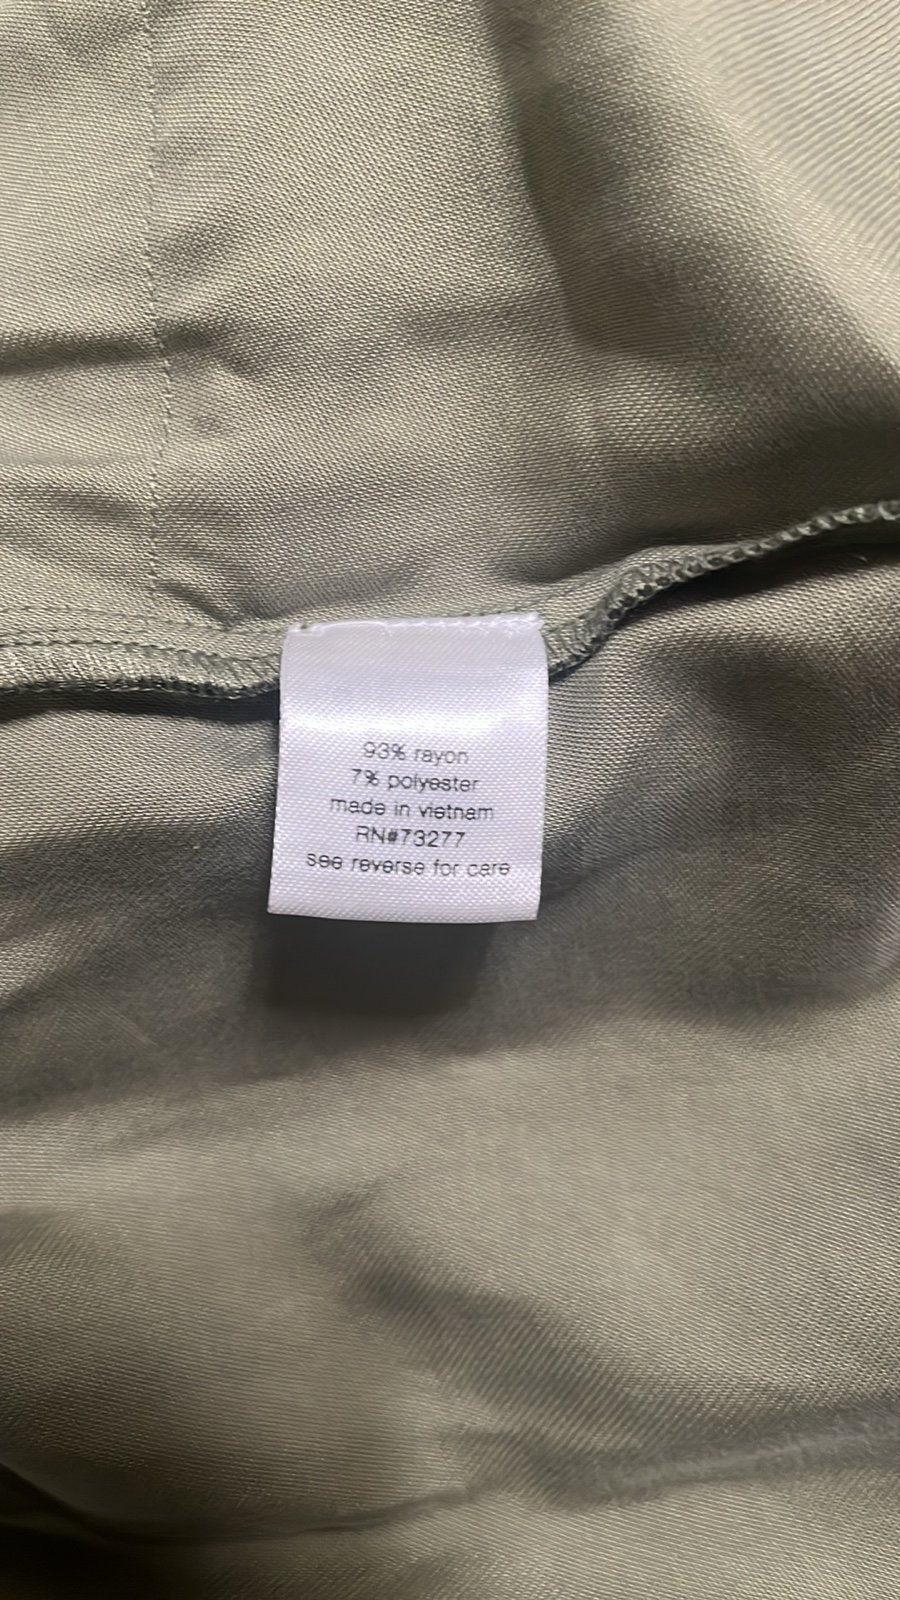 93% rayon
7% polyester
made in vietnam
RN#73277
see reverse for care